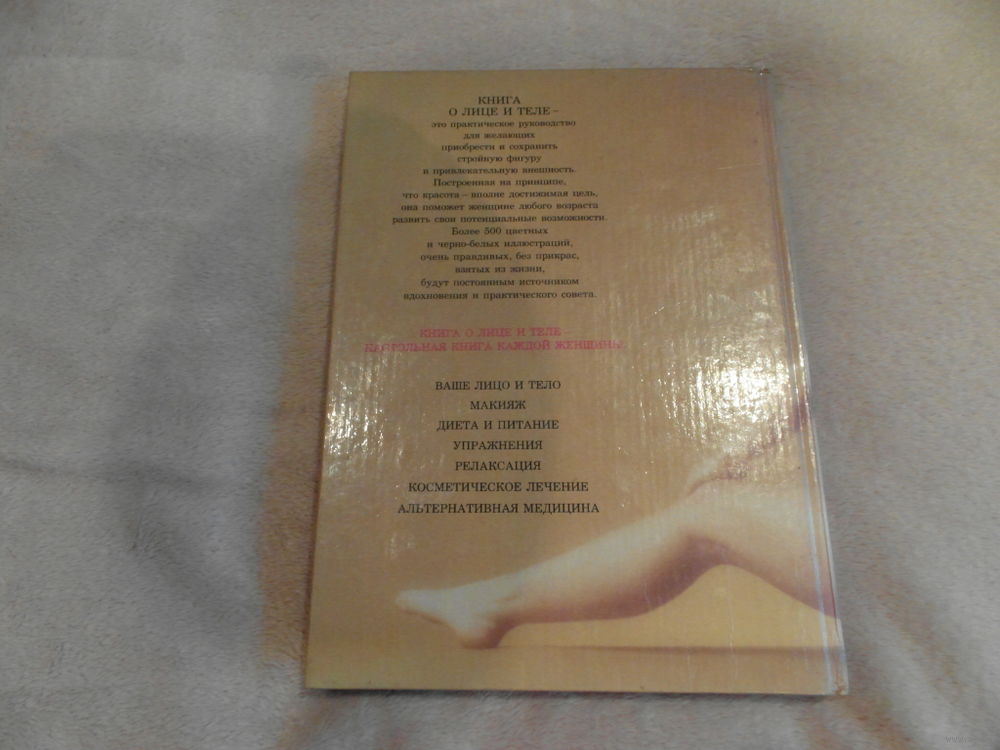 КНИГА
О ЛИЦЕ И ТЕЛЕ –
это практическое руководство
для желающих
приобрести и сохранить
стройную фигуру
и привлекательную внешность.
Построенная на принципе,
что красота – вполне достижимая цель,
она поможет женщине любого возраста
развить свои потенциальные возможности.
Более 500 цветных
и черно-белых иллюстраций,
очень правдивых, без прикрас,
взятых из жизни,
будут постоянным источником
вдохновения и практического совета.
КНИГА О ЛИЦЕ И ТЕЛЕ –
НАСТОЛЬНАЯ КНИГА КАЖДОЙ ЖЕНЩИНЫ.
ВАШЕ ЛИЦО И ТЕЛО
МАКИЯЖ
ДИЕТА И ПИТАНИЕ
УПРАЖНЕНИЯ
РЕЛАКСАЦИЯ
КОСМЕТИЧЕСКОЕ ЛЕЧЕНИЕ
АЛЬТЕРНАТИВНАЯ МЕДИЦИНА